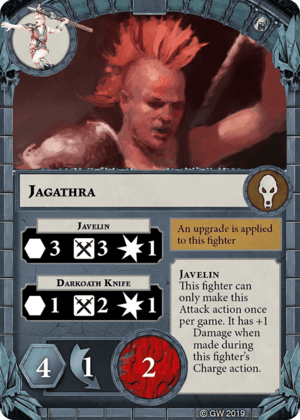 JAGATHRA
JAVELIN
3 3 1
An upgrade is applied
to this fighter
DARKOATH KNIFE
1 2 1
JAVELIN
This fighter can
only make this
Attack action once
per game. It has +1
Damage when
made during
this fighter's
Charge action.
4 1 2
© GW 2019